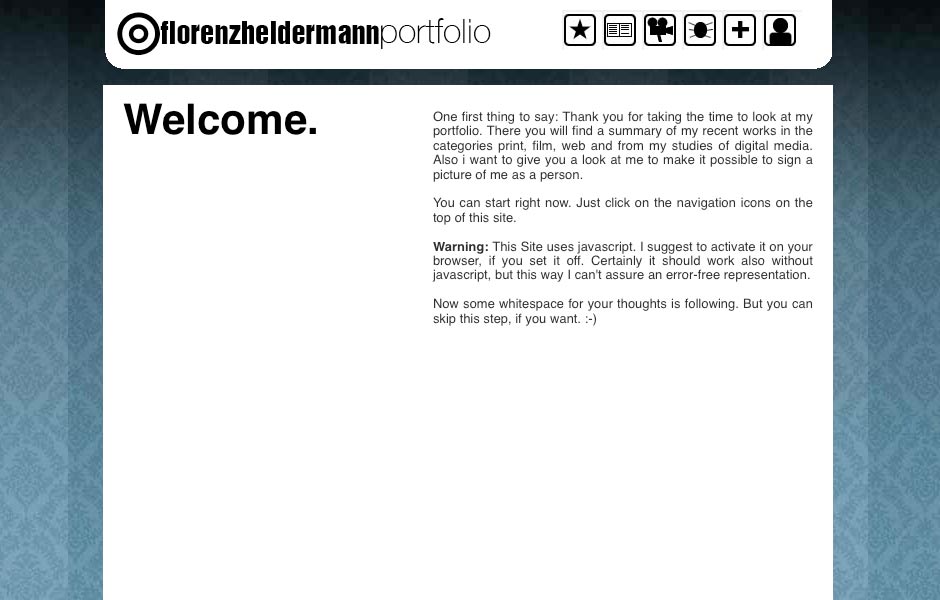 florenzheldermannportfolio
Welcome.
One first thing to say: Thank you for taking the time to look at my
portfolio. There you will find a summary of my recent works in the
categories print, film, web and from my studies of digital media.
Also i want to give you a look at me to make it possible to sign a
picture of me as a person.
You can start right now. Just click on the navigation icons on the
top of this site.
Warning: This Site uses javascript. I suggest to activate it on your
browser, if you set it off. Certainly it should work also without
javascript, but this way I can't assure an error-free representation.
Now some whitespace for your thoughts is following. But you can
skip this step, if you want. :-)